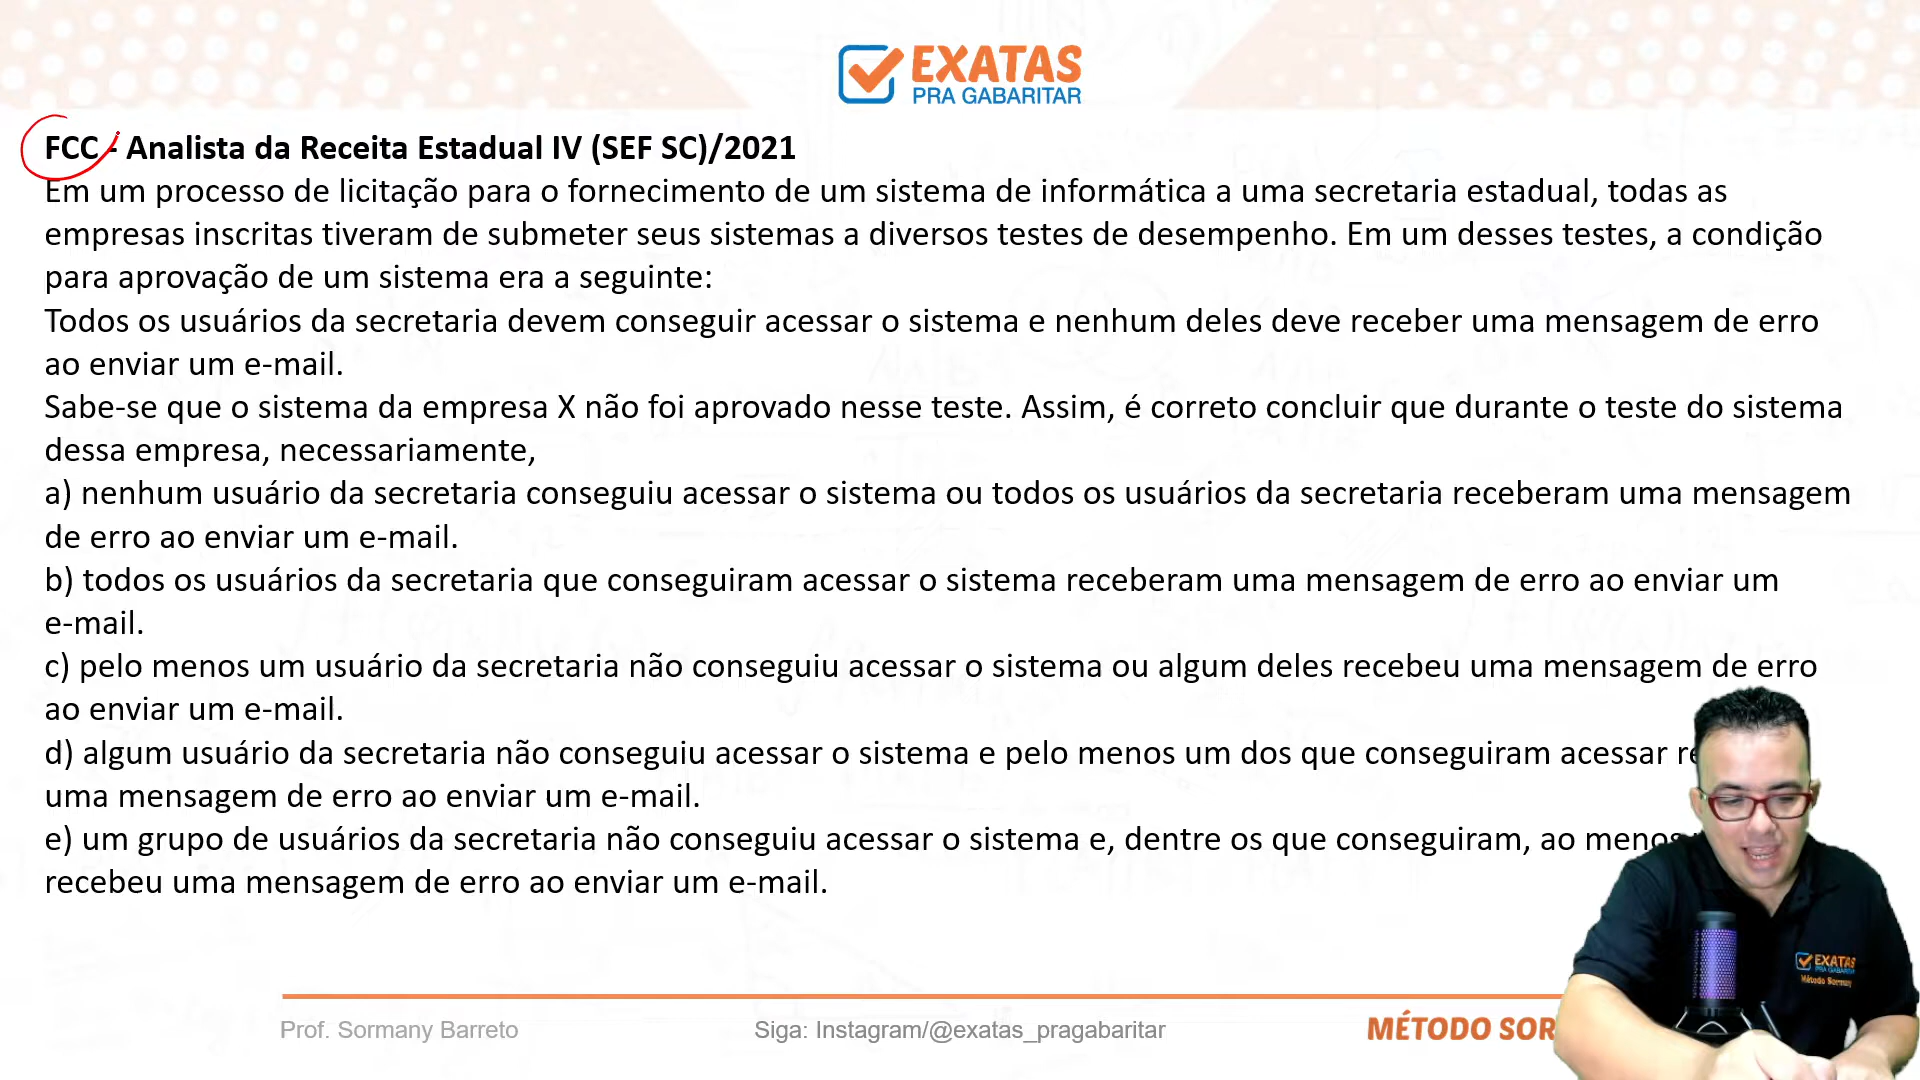 EXATAS
PRA GABARITAR
FCC - Analista da Receita Estadual IV (SEF SC)/2021
Em um processo de licitação para o fornecimento de um sistema de informática a uma secretaria estadual, todas as
empresas inscritas tiveram de submeter seus sistemas a diversos testes de desempenho. Em um desses testes, a condição
para aprovação de um sistema era a seguinte:
Todos os usuários da secretaria devem conseguir acessar o sistema e nenhum deles deve receber uma mensagem de erro
ao enviar um e-mail.
Sabe-se que o sistema da empresa X não foi aprovado nesse teste. Assim, é correto concluir que durante o teste do sistema
dessa empresa, necessariamente,
a) nenhum usuário da secretaria conseguiu acessar o sistema ou todos os usuários da secretaria receberam uma mensagem
de erro ao enviar um e-mail.
b) todos os usuários da secretaria que conseguiram acessar o sistema receberam uma mensagem de erro ao enviar um
e-mail.
c) pelo menos um usuário da secretaria não conseguiu acessar o sistema ou algum deles recebeu uma mensagem de erro
ao enviar um e-mail.
d) algum usuário da secretaria não conseguiu acessar o sistema e pelo menos um dos que conseguiram acessar
uma mensagem de erro ao enviar um e-mail.
e) um grupo de usuários da secretaria não conseguiu acessar o sistema e, dentre os que conseguiram, ao menos
recebeu uma mensagem de erro ao enviar um e-mail.
EXATAS
PRA GABARITAR
Método Sormany
Prof. Sormany Barreto
Siga: Instagram/@exatas_pragabaritar
MÉTODO SOR